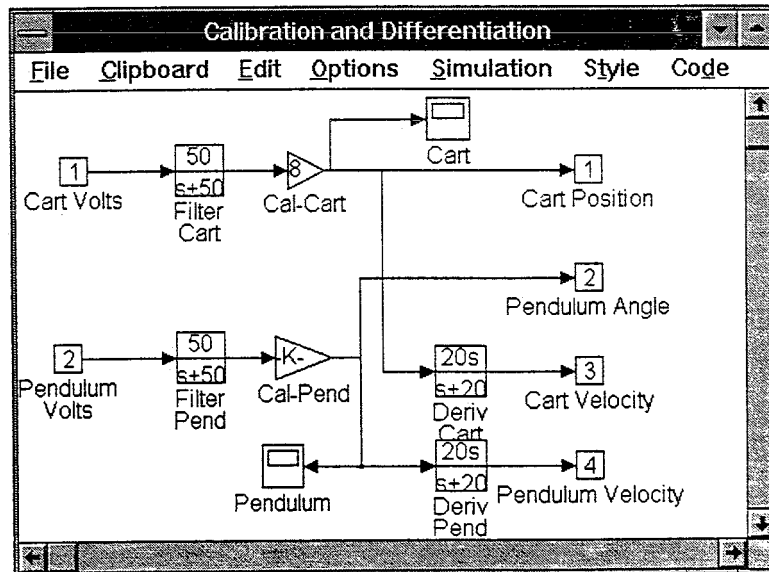 Calibration and Differentiation
File Clipboard Edit Options Simulation Style Code
Cart
1
Cart Volts
50
s+50
Filter
Cart
8
Cal-Cart
1
Cart Position
2
Pendulum Angle
2
Pendulum
Volts
50
s+50
Filter
Pend
-K-
Cal-Pend
20s
s+20
Deriv
Cart
3
Cart Velocity
Pendulum
20s
s+20
Deriv
Pend
4
Pendulum Velocity